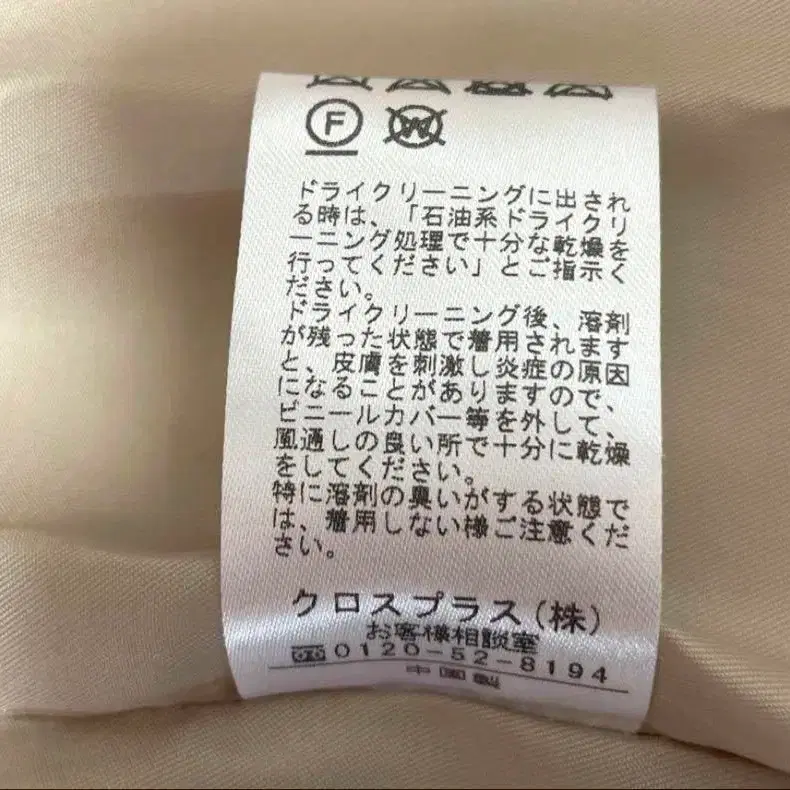 F
W
ドライクリーニングに出され
る時は、「石油系ドライクリ
ーニング処理で十分な乾燥を
行ってください」とご指示く
ださい。
ドライクリーニング後、溶剤
が残った状態で着用されます
と、皮膚を刺激し炎症の原因
になることがありますので、
ビニールカバー等を外して、
風通しの良い所で十分に乾燥
をしてください。
特に溶剤の臭いがする状態で
は、着用しない様ご注意くだ
さい。
クロスプラス(株)
お客様相談室
0120-52-8194
中国製